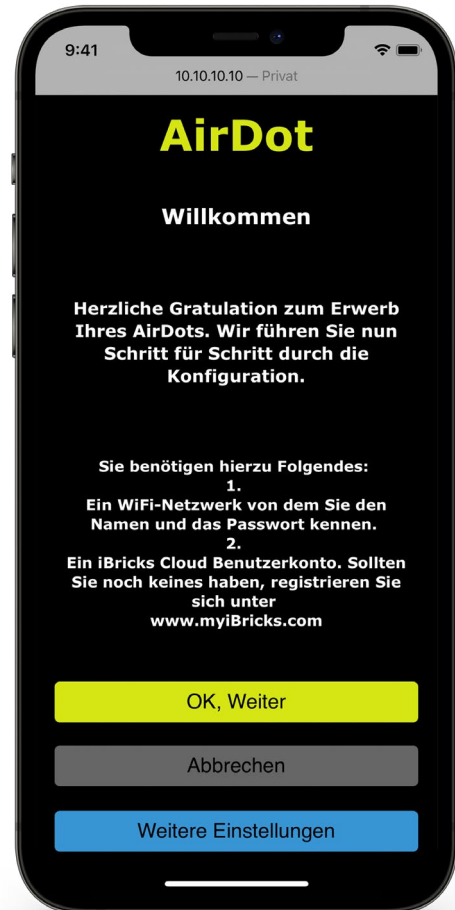 9:41
10.10.10.10 — Privat
AirDot
Willkommen
Herzliche Gratulation zum Erwerb
Ihres AirDots. Wir führen Sie nun
Schritt für Schritt durch die
Konfiguration.
Sie benötigen hierzu Folgendes:
1.
Ein WiFi-Netzwerk von dem Sie den
Namen und das Passwort kennen.
2.
Ein iBricks Cloud Benutzerkonto. Sollten
Sie noch keines haben, registrieren Sie
sich unter
www.myiBricks.com
OK, Weiter
Abbrechen
Weitere Einstellungen